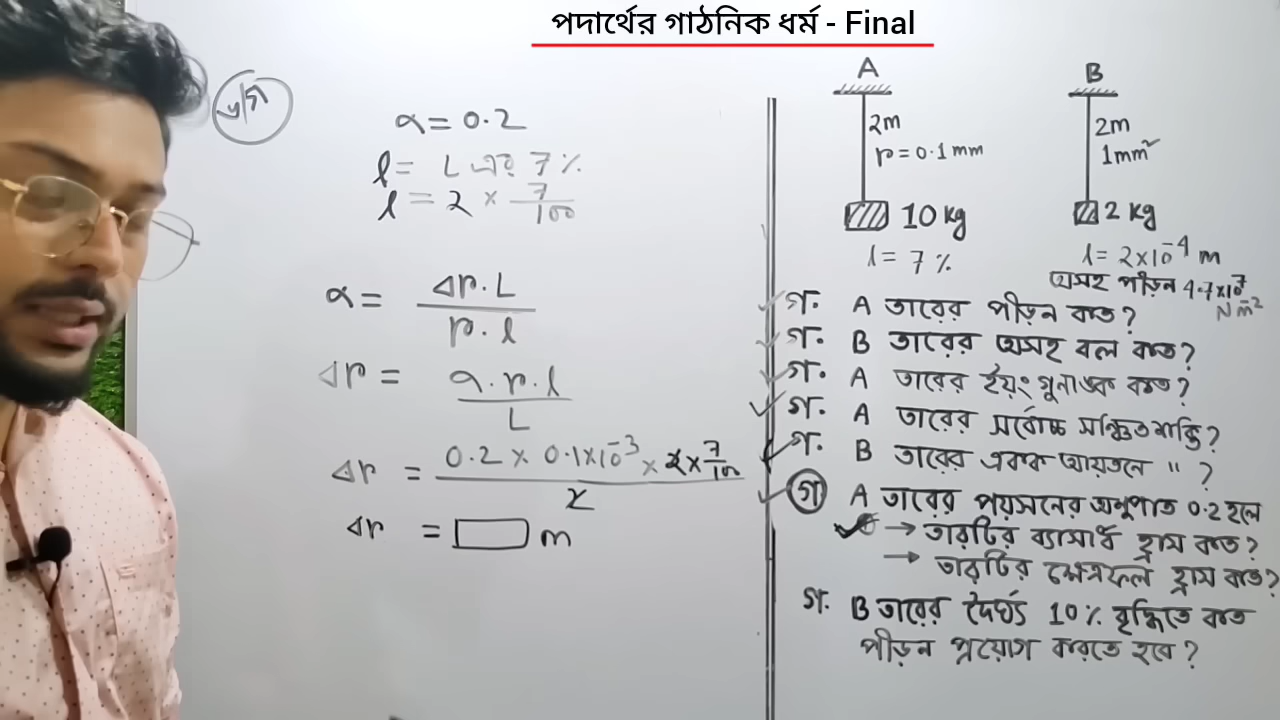 পদার্থের গাঠনিক ধর্ম - Final
৬/গ
α = 0.2
l = L এর 7 %
l = 2 × 7/100
α = Δr. L / r. l
Δr = α. r. l / L
Δr = 0.2 × 0.1×10⁻³ × 2 × 7/100 / 2
Δr = m
A
2m
r = 0.1 mm
10 kg
l = 7 %
B
2m
1mm²
2 kg
l = 2×10⁻⁴ m
অসহ পীড়ন 4.7×10⁷
Nm⁻²
গ. A তারের পীড়ন কত?
গ. B তারের অসহ বল কত?
গ. A তারের ইয়ং গুনাঙক কত?
গ. A তারের সর্বোচ্চ সঞ্চিতশক্তি?
গ. B তারের একক আয়তনে " ?
গ A তারের পয়সনের অনুপাত 0.2 হলে
→ তারটির ব্যাসার্ধ হ্রাস কত?
→ তারটির ক্ষেত্রফল হ্রাস কত?
গ. B তারের দৈর্ঘ্য 10% বৃদ্ধিতে কত
পীড়ন প্রয়োগ করতে হবে?